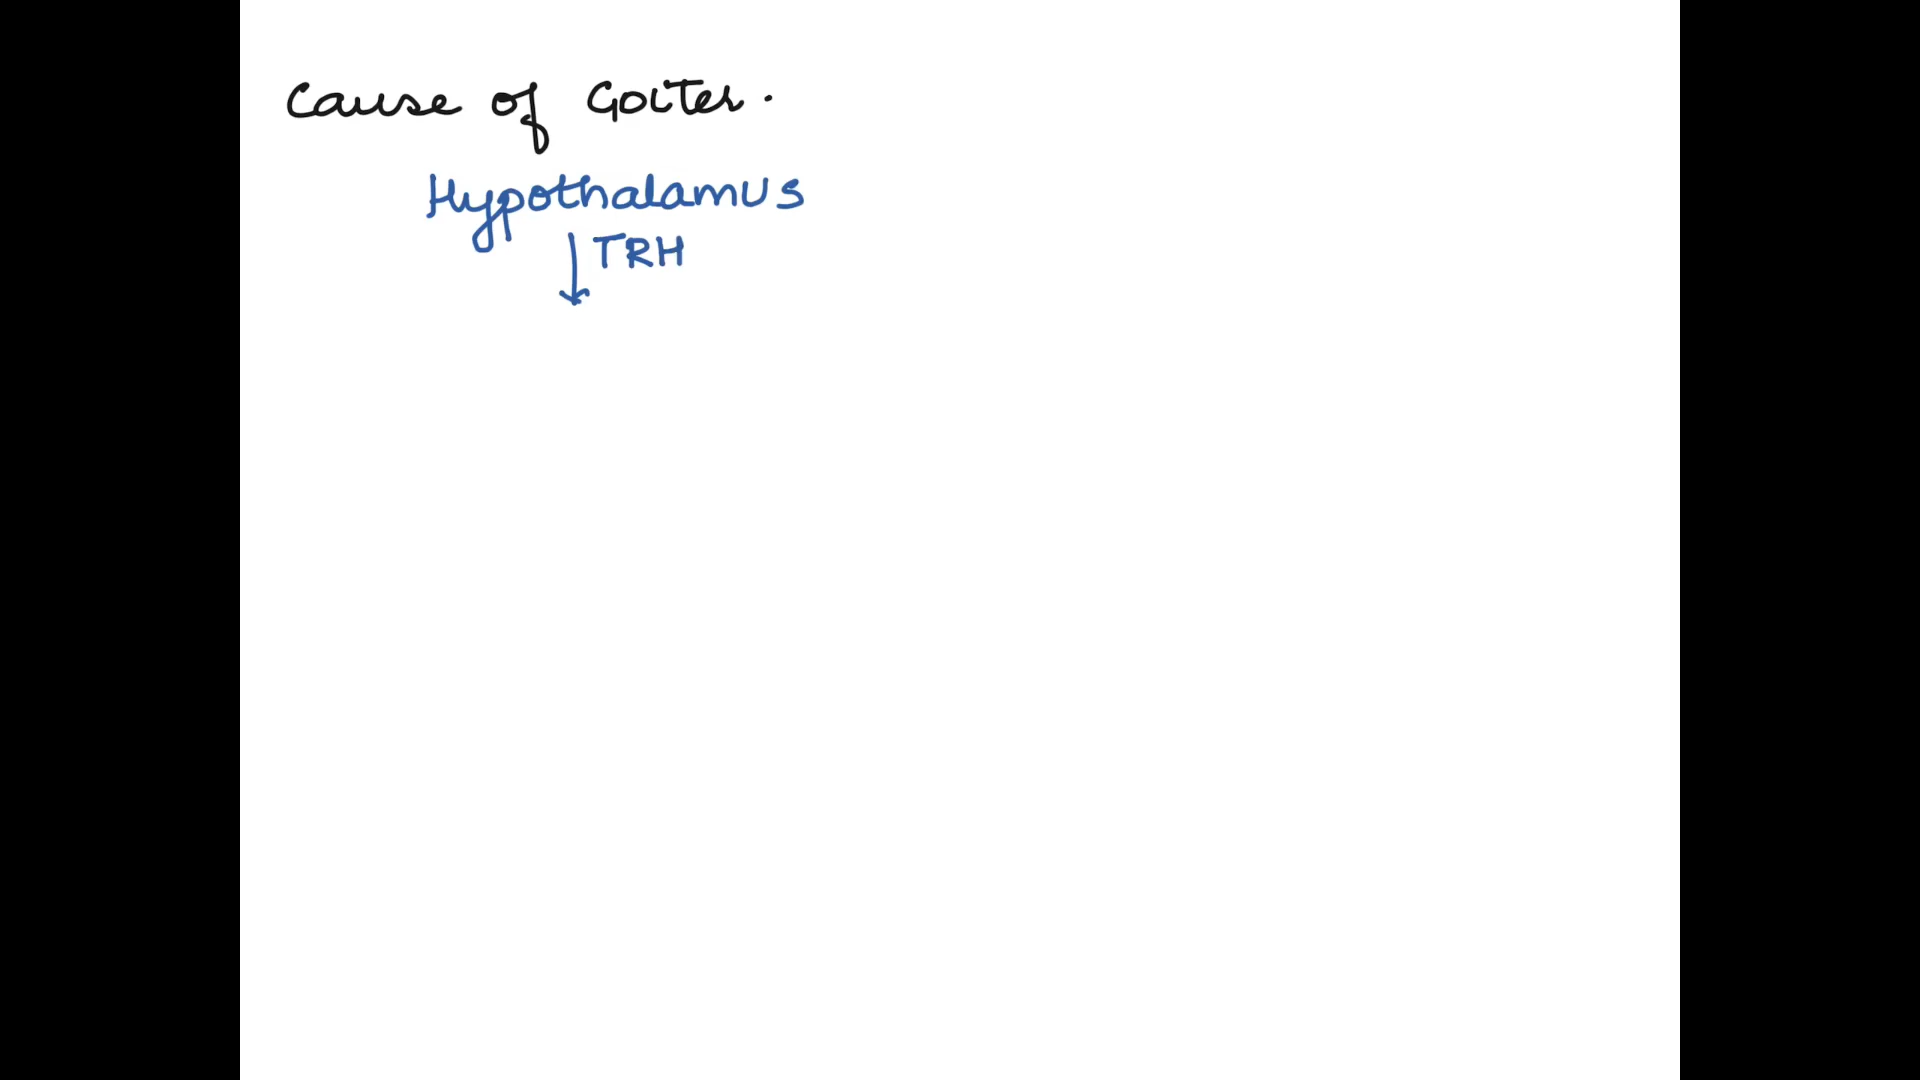 Cause of Goiter.
Hypothalamus
↓ TRH